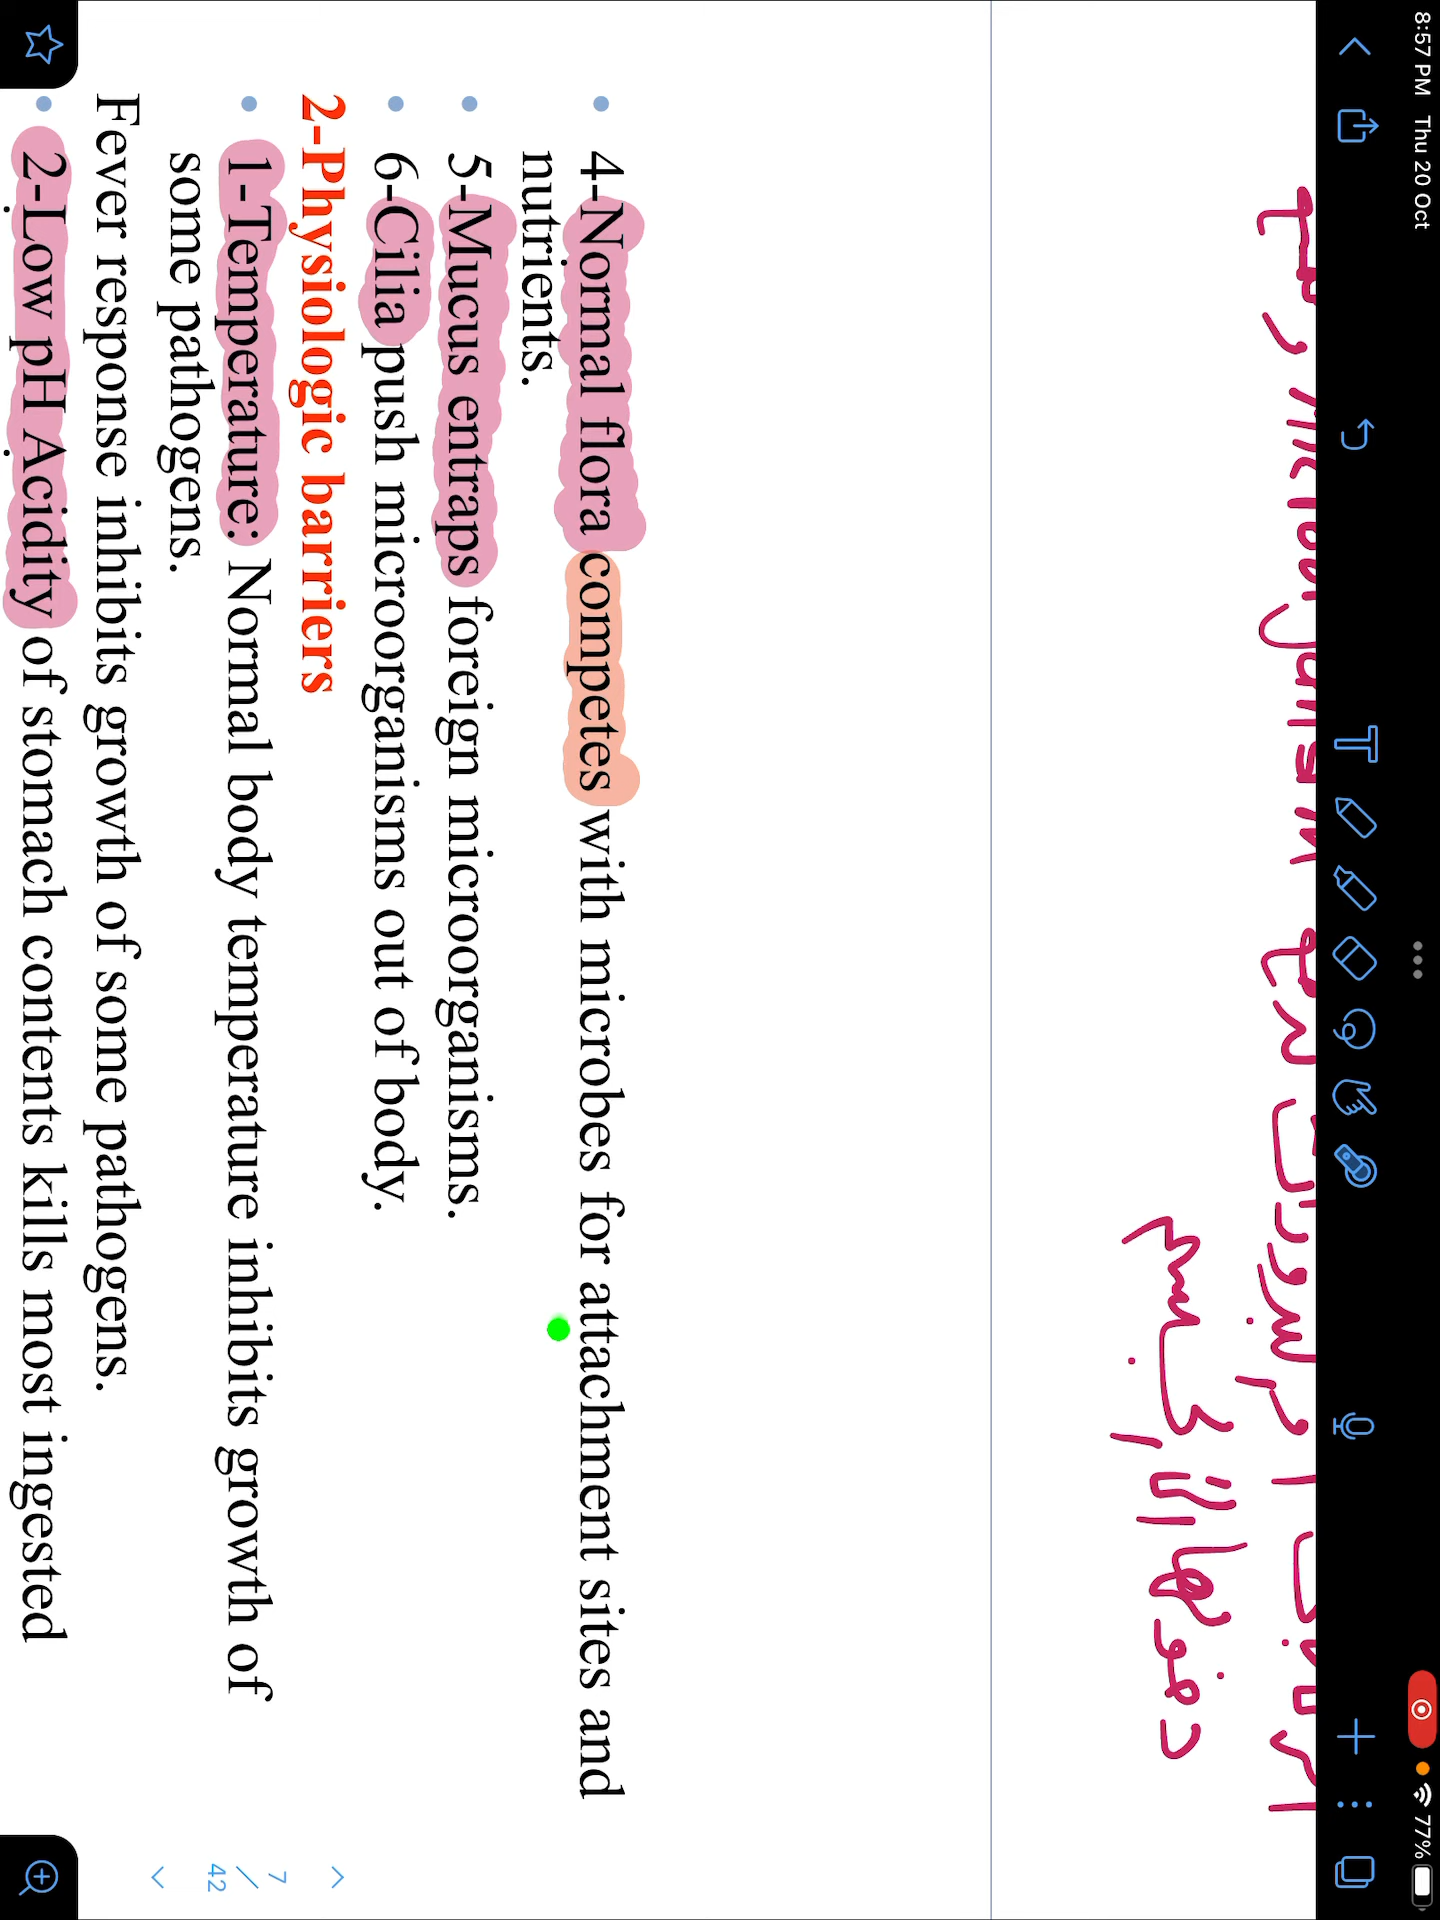 8:57 PM Thu 20 Oct
77%
microorganism
4-Normal flora competes with microbes for attachment sites and
nutrients.
5-Mucus entraps foreign microorganisms.
6-Cilia push microorganisms out of body.
2-Physiologic barriers
1-Temperature: Normal body temperature inhibits growth of
some pathogens.
Fever response inhibits growth of some pathogens.
2-Low pH Acidity of stomach contents kills most ingested
7 / 42